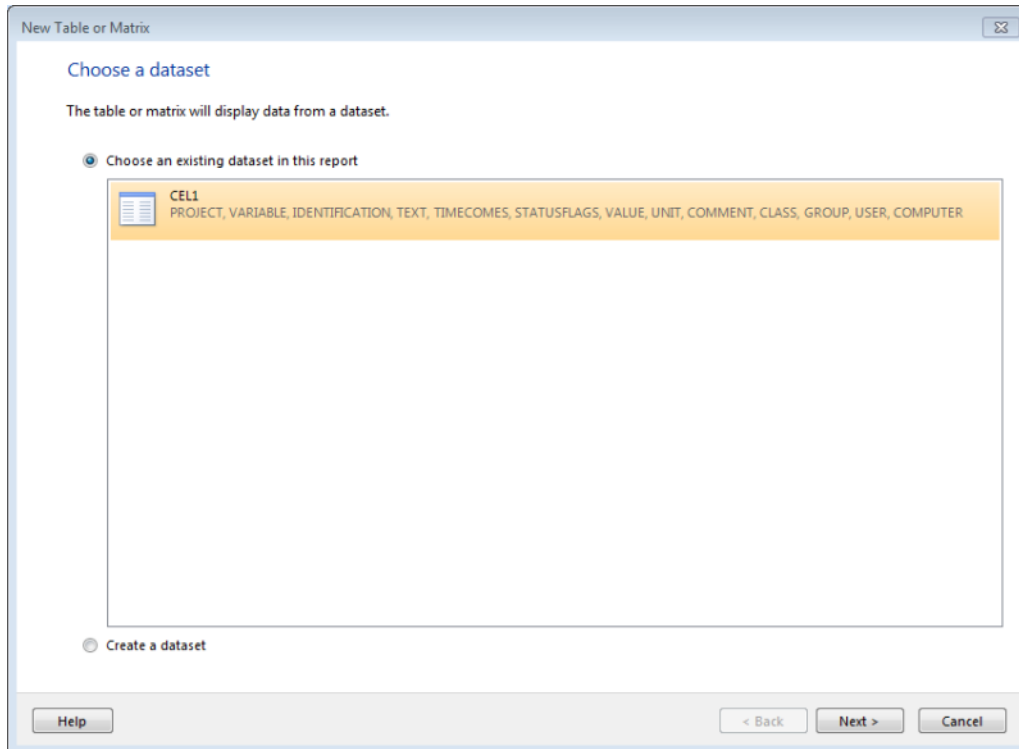 New Table or Matrix
Choose a dataset
The table or matrix will display data from a dataset.
Choose an existing dataset in this report
CEL1
PROJECT, VARIABLE, IDENTIFICATION, TEXT, TIMECOMES, STATUSFLAGS, VALUE, UNIT, COMMENT, CLASS, GROUP, USER, COMPUTER
Create a dataset
Help
< Back
Next >
Cancel